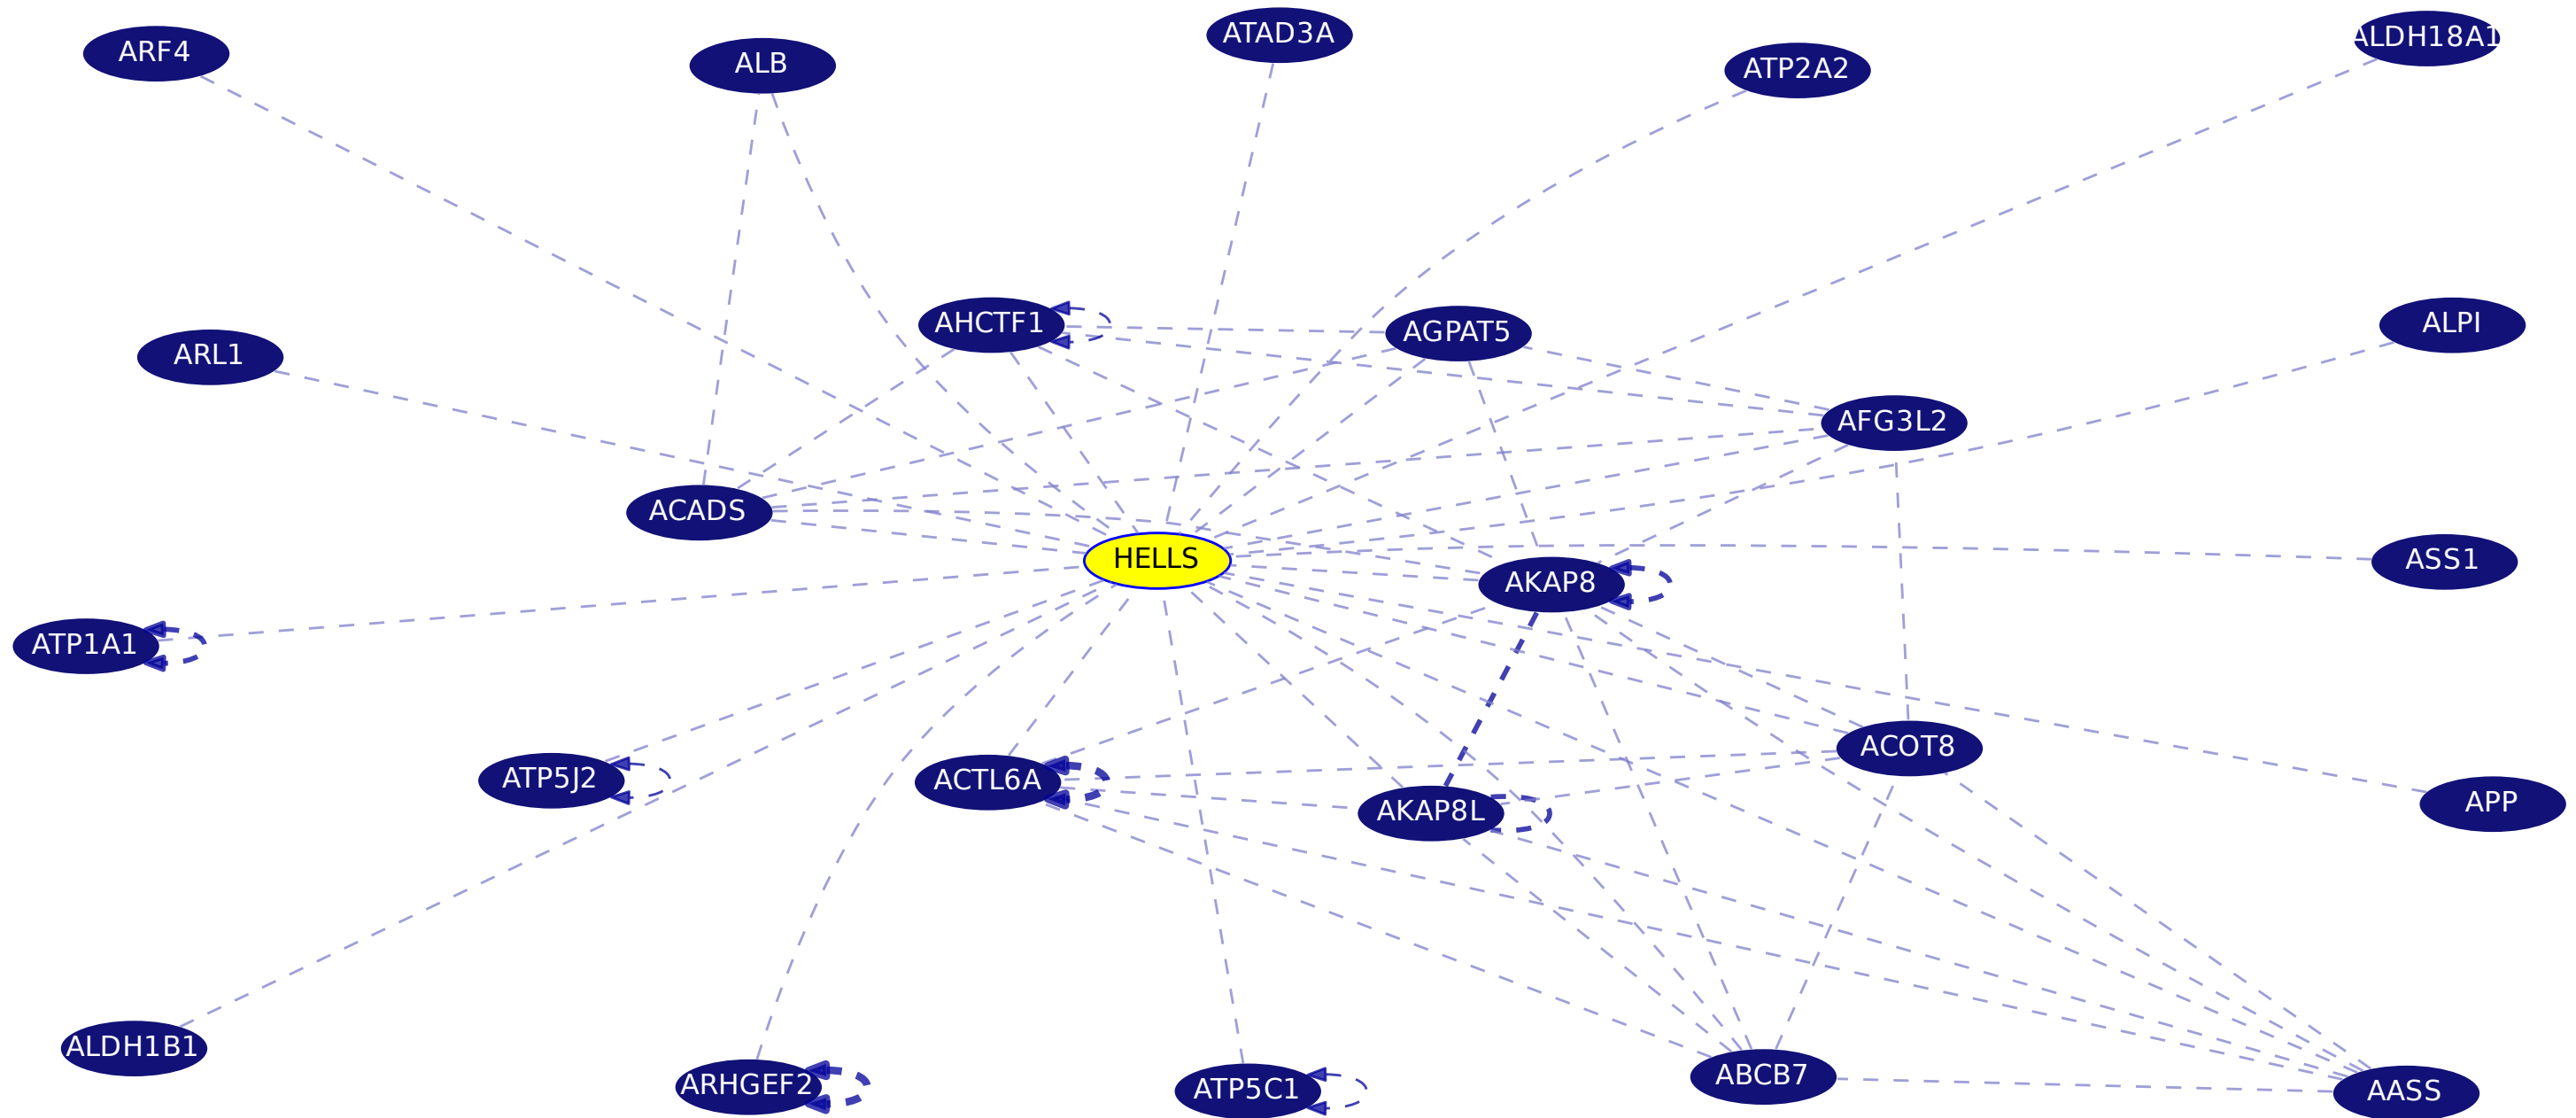 ATAD3A
ALDH18A1
ARF4
ALB
ATP2A2
AHCTF1
AGPAT5
ALPI
ARL1
AFG3L2
ACADS
HELLS
ASS1
AKAP8
ATP1A1
ACOT8
ATP5J2
ACTL6A
AKAP8L
APP
ALDH1B1
ARHGEF2
ATP5C1
ABCB7
AASS